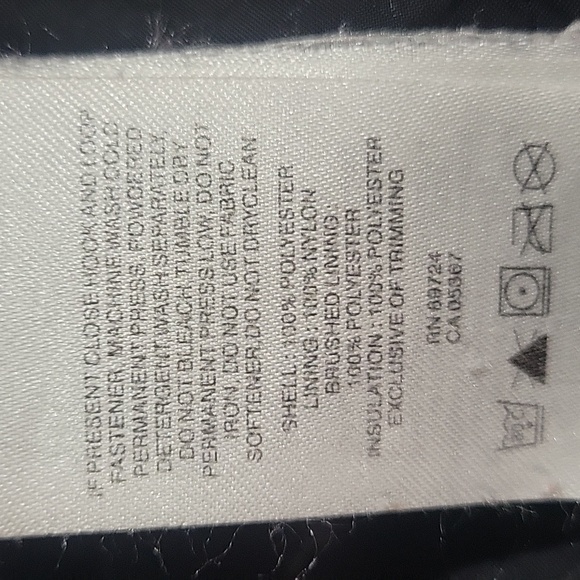 IF PRESENT CLOSE HOOK AND LOOP
FASTENER. MACHINE WASH COLD
PERMANENT PRESS. POWDERED
DETERGENT. WASH SEPARATELY.
DO NOT BLEACH. TUMBLE DRY
PERMANENT PRESS LOW. DO NOT
IRON. DO NOT USE FABRIC
SOFTENER. DO NOT DRYCLEAN
SHELL : 100% POLYESTER
LINING : 100% NYLON
BRUSHED LINING :
100% POLYESTER
INSULATION : 100% POLYESTER
EXCLUSIVE OF TRIMMING
RN 69724
CA 05367